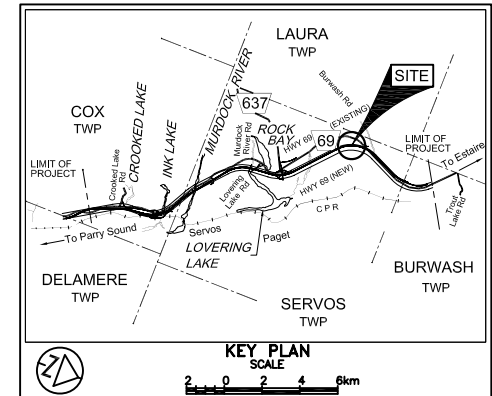 LAURA
TWP
Burwash Rd
SITE
MURDOCK RIVER
637
COX
TWP
CROOKED LAKE
INK LAKE
Murdock
River Rd
ROCK
BAY
HWY 69 (EXISTING)
69
LIMIT OF
PROJECT
LIMIT OF
PROJECT
To Estaire
Crooked Lake
Rd
Lovering
Lake Rd
HWY 69 (NEW)
Trout
Lake Rd
CPR
To Parry Sound
Servos
Paget
LOVERING
LAKE
BURWASH
TWP
DELAMERE
TWP
SERVOS
TWP
Z
KEY PLAN
SCALE
2 0 2 4 6km